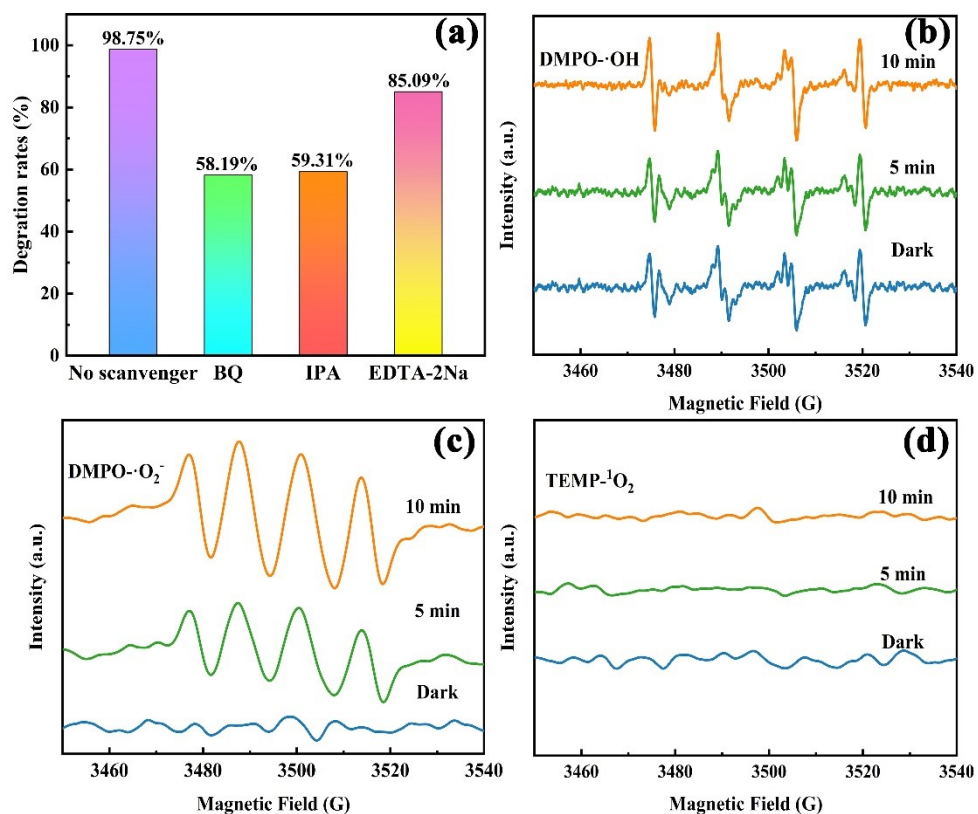 (a)
98.75%
85.09%
58.19%
59.31%
Degration rates (%)
100
80
60
40
20
0
No scanvenger
BQ
IPA
EDTA-2Na
(b)
DMPO-·OH
10 min
5 min
Dark
Intensity (a.u.)
3460
3480
3500
3520
3540
Magnetic Field (G)
(c)
DMPO-·O₂⁻
10 min
5 min
Dark
Intensity (a.u.)
3460
3480
3500
3520
3540
Magnetic Field (G)
(d)
TEMP-¹O₂
10 min
5 min
Dark
Intensity (a.u.)
3460
3480
3500
3520
3540
Magnetic Field (G)